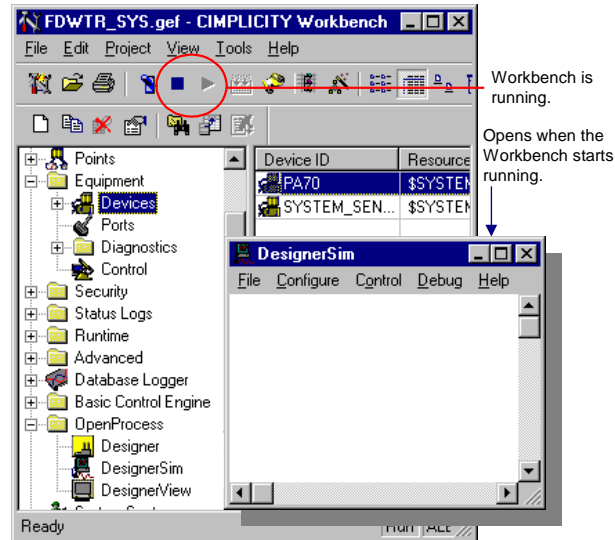 FDWTR_SYS.gef - CIMPLICITY Workbench
File Edit Project View Tools Help
Workbench is
running.
Opens when the
Workbench starts
running.
Points
Equipment
Devices
Ports
Diagnostics
Control
Security
Status Logs
Runtime
Advanced
Database Logger
Basic Control Engine
OpenProcess
Designer
DesignerSim
DesignerView
Device ID Resource
PA70 $SYSTEM
SYSTEM_SEN... $SYSTEM
DesignerSim
File Configure Control Debug Help
Ready